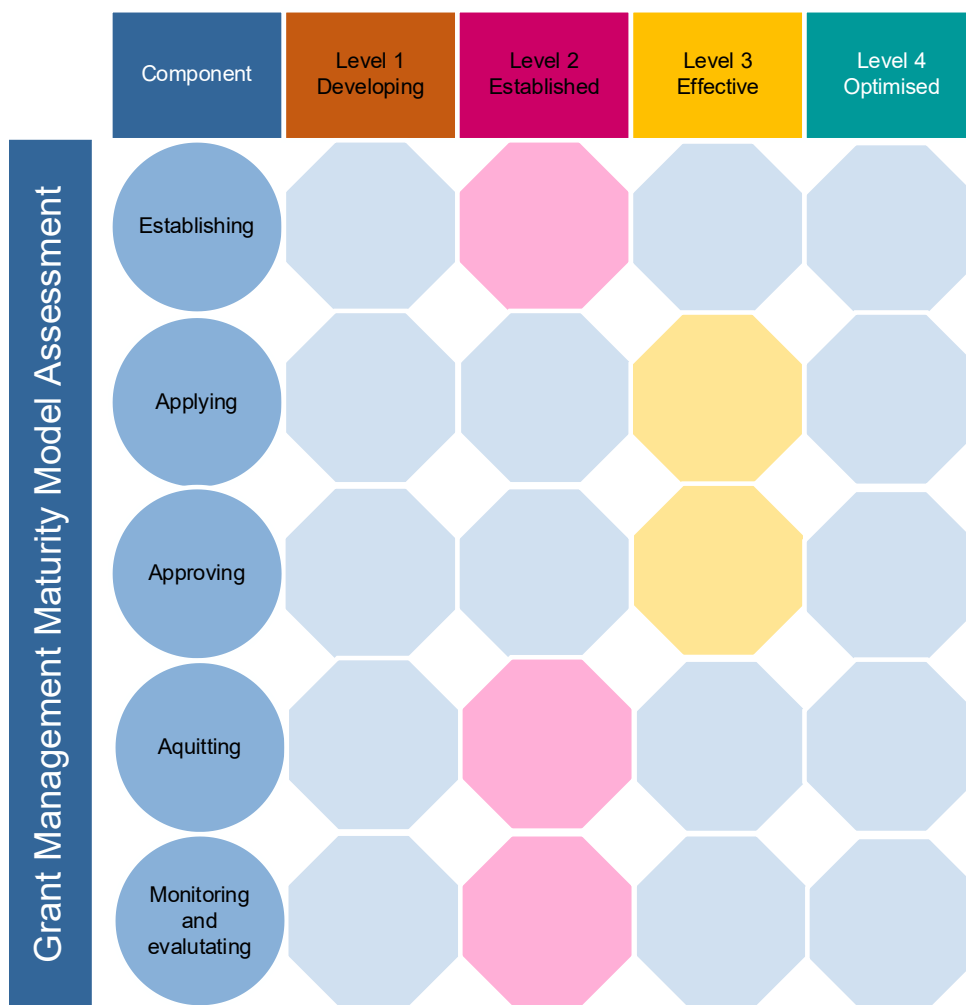 Component
Level 1
Developing
Level 2
Established
Level 3
Effective
Level 4
Optimised
Grant Management Maturity Model Assessment
Establishing
Applying
Approving
Aquitting
Monitoring
and
evalutating